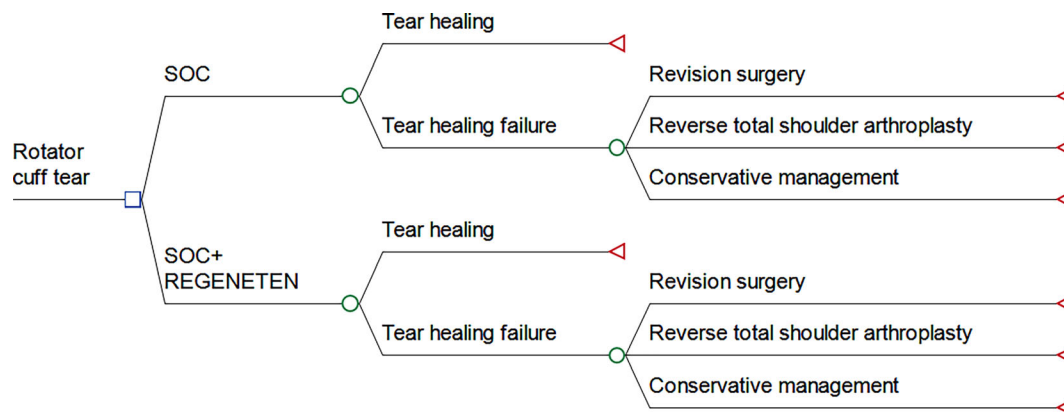 Tear healing
SOC
Revision surgery
Tear healing failure
Reverse total shoulder arthroplasty
Rotator
cuff tear
Conservative management
Tear healing
SOC+
REGENETEN
Revision surgery
Tear healing failure
Reverse total shoulder arthroplasty
Conservative management